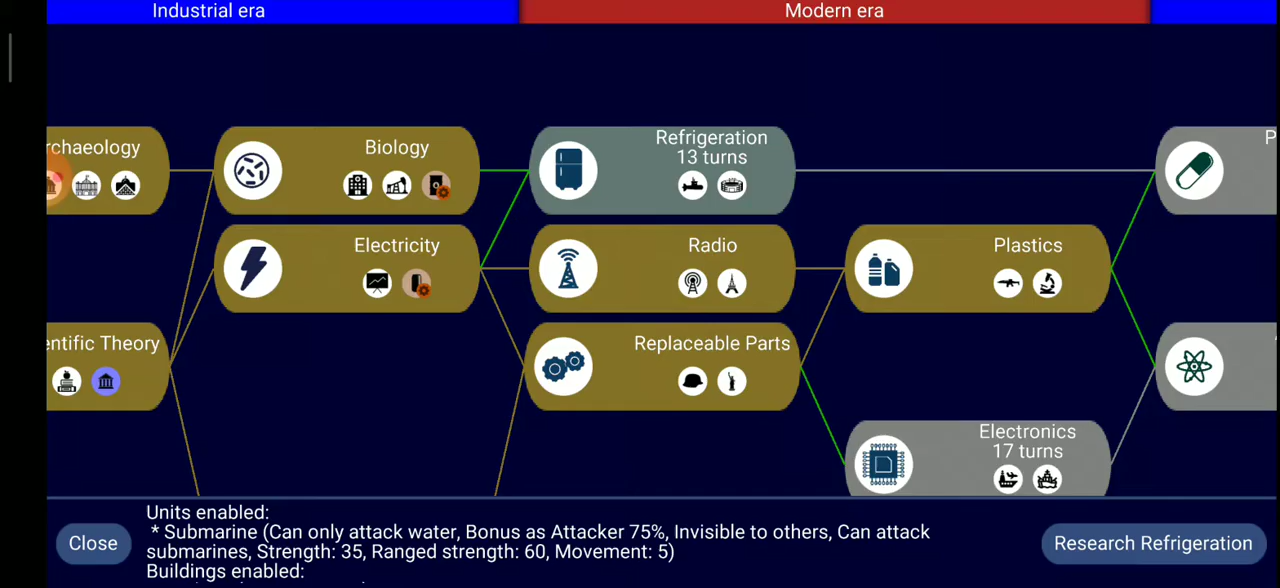 Industrial era
Modern era
rchaeology
Biology
Refrigeration
13 turns
P
Electricity
Radio
Plastics
entific Theory
Replaceable Parts
Electronics
17 turns
Close
Units enabled:
* Submarine (Can only attack water, Bonus as Attacker 75%, Invisible to others, Can attack
submarines, Strength: 35, Ranged strength: 60, Movement: 5)
Buildings enabled:
Research Refrigeration